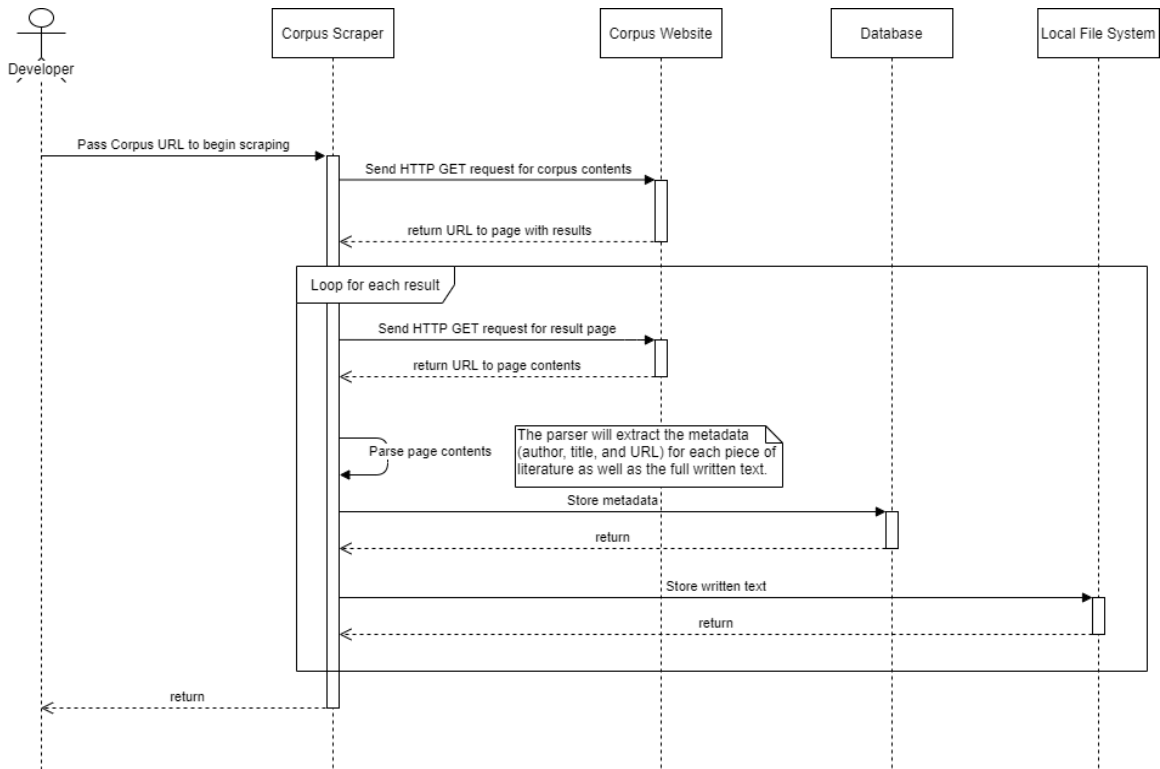 Developer
Corpus Scraper
Corpus Website
Database
Local File System
Pass Corpus URL to begin scraping
Send HTTP GET request for corpus contents
return URL to page with results
Loop for each result
Send HTTP GET request for result page
return URL to page contents
Parse page contents
The parser will extract the metadata
(author, title, and URL) for each piece of
literature as well as the full written text.
Store metadata
return
Store written text
return
return